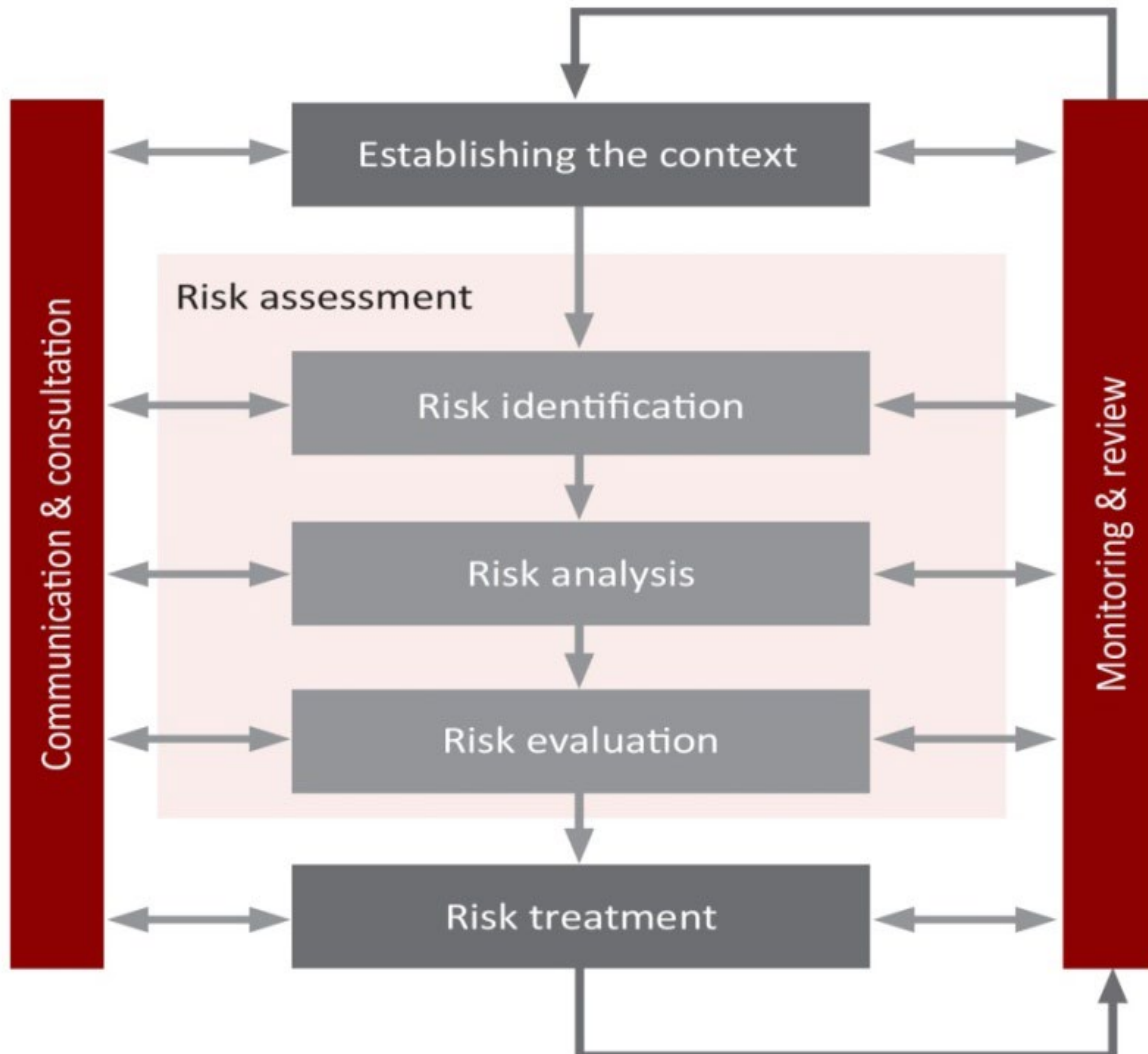 Establishing the context
Risk assessment
Risk identification
Risk analysis
Risk evaluation
Risk treatment
Communication & consultation
Monitoring & review